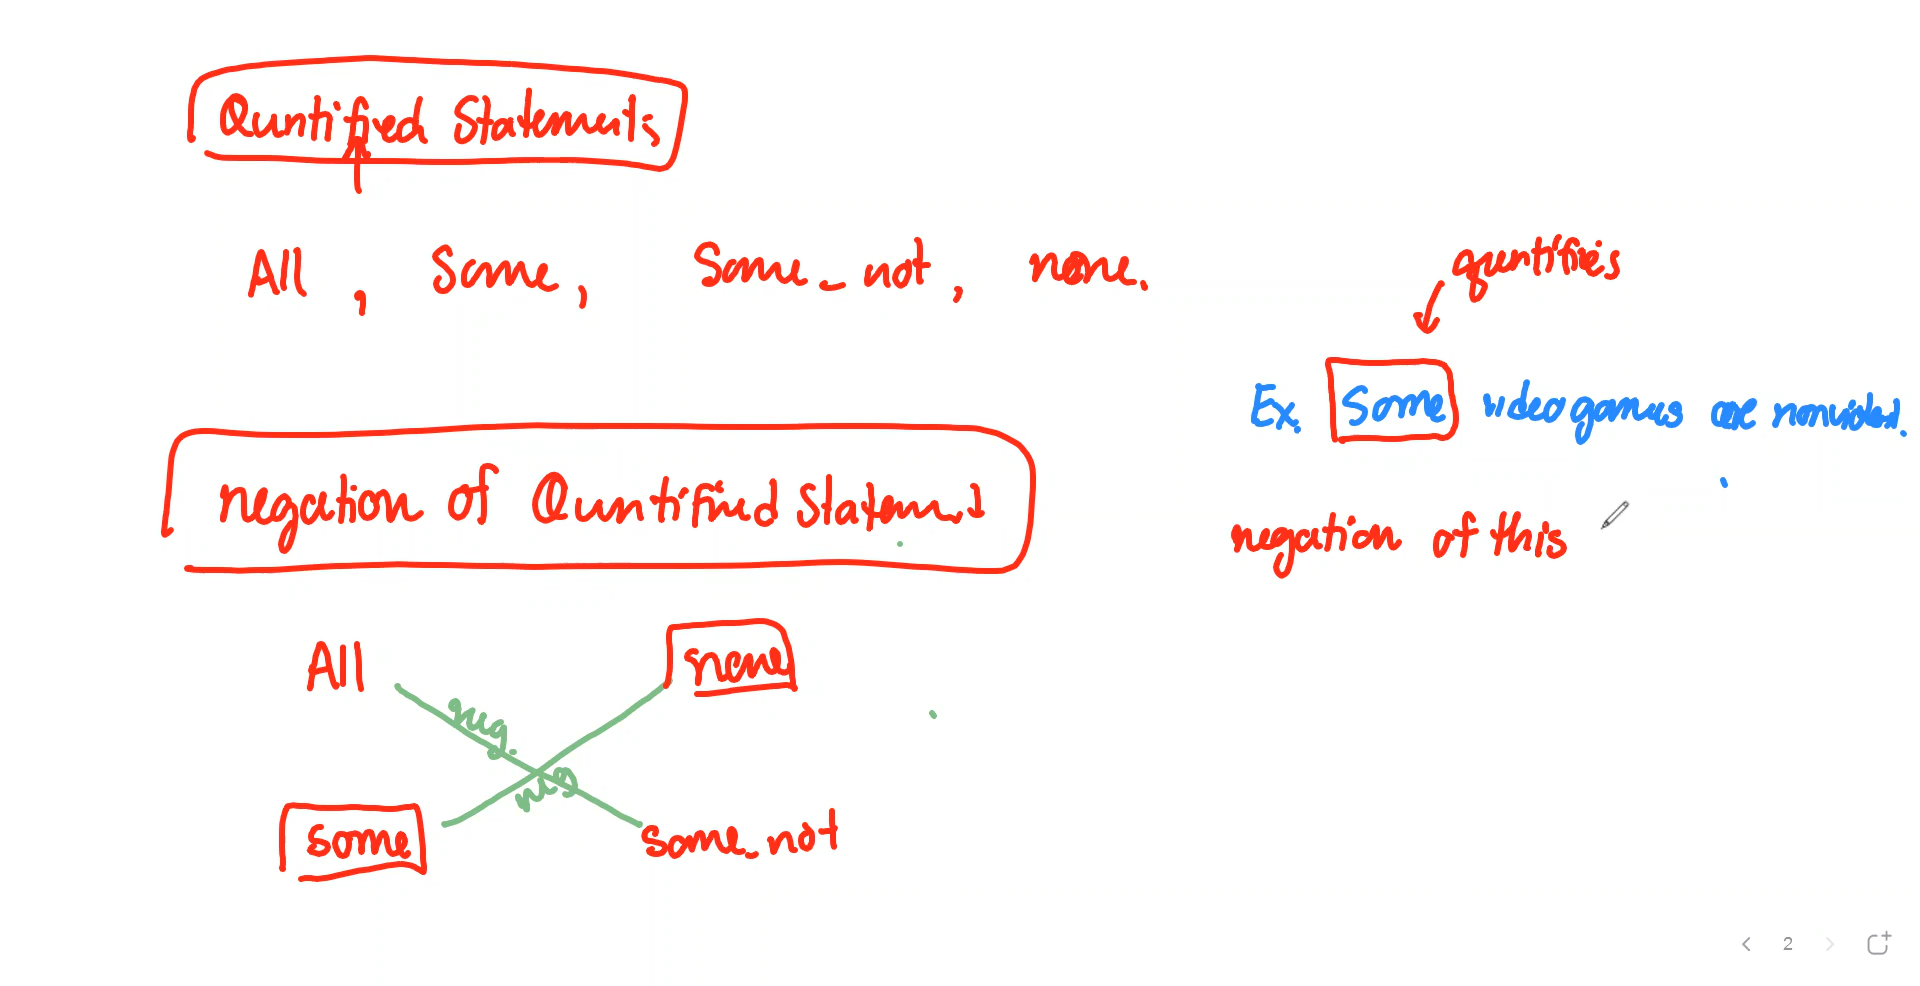 Quntified Statements
All , Some, Some_not, none.
quntifies
Ex. Some videogames are nonviolent.
negation of Quntified Statement
negation of this
All none
neg.
neg
some some_not
2